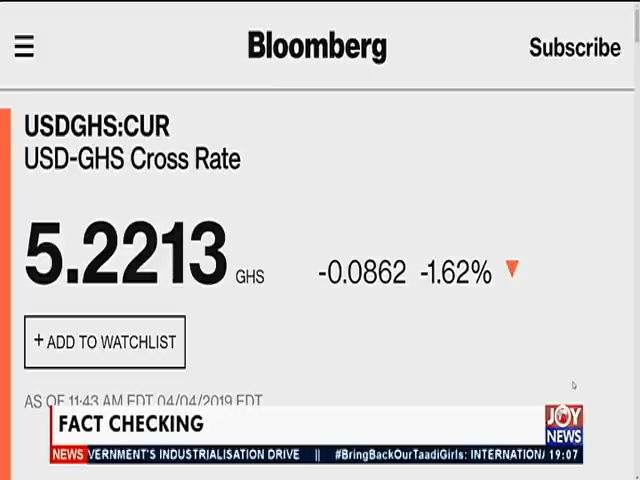 Bloomberg
Subscribe
USDGHS:CUR
USD-GHS Cross Rate
5.2213 GHS -0.0862 -1.62% ▼
+ ADD TO WATCHLIST
AS OF 11:43 AM EDT 04/04/2019 EDT
FACT CHECKING
JOY
NEWS
NEWS VERNMENT'S INDUSTRIALISATION DRIVE || #BringBackOurTaadiGirls: INTERNATION 19:07